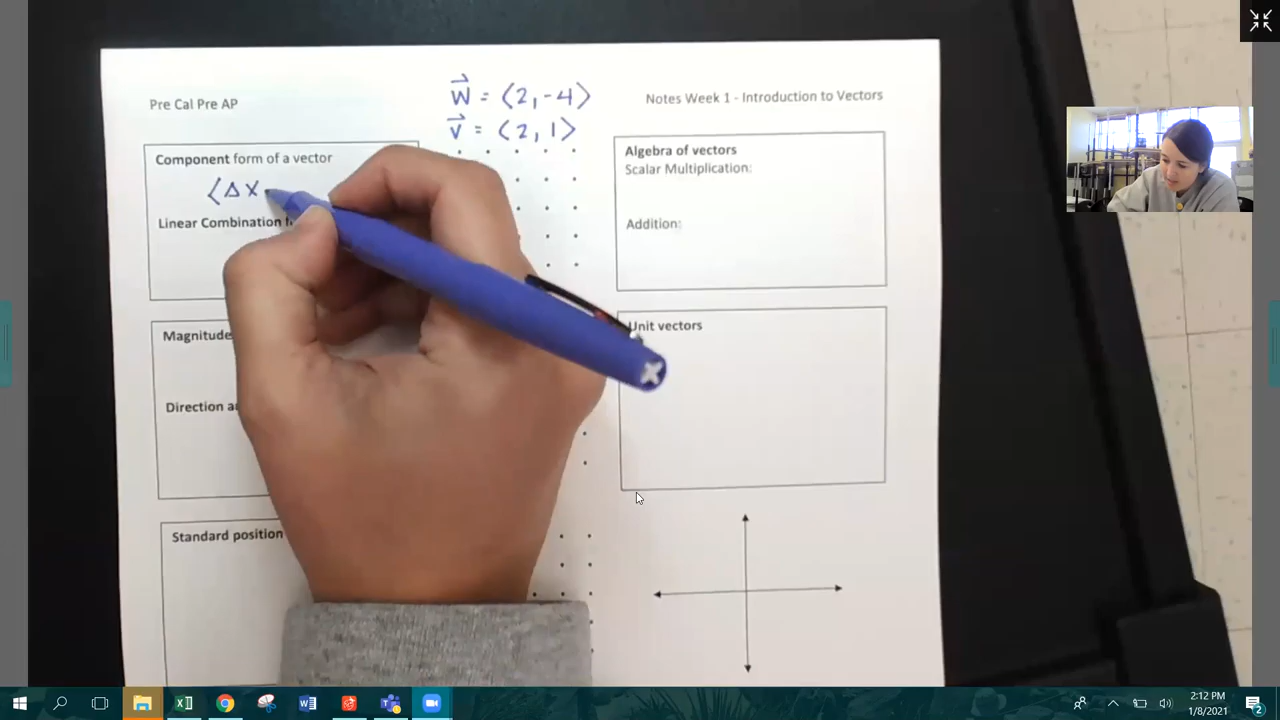 Pre Cal Pre AP
w⃗ = ⟨2, -4⟩
v⃗ = ⟨2, 1⟩
Notes Week 1 - Introduction to Vectors
Component form of a vector
⟨Δx
Linear Combination
Magnitude
Direction
Standard position
Algebra of vectors
Scalar Multiplication:
Addition:
Unit vectors
2:12 PM
1/8/2021
2